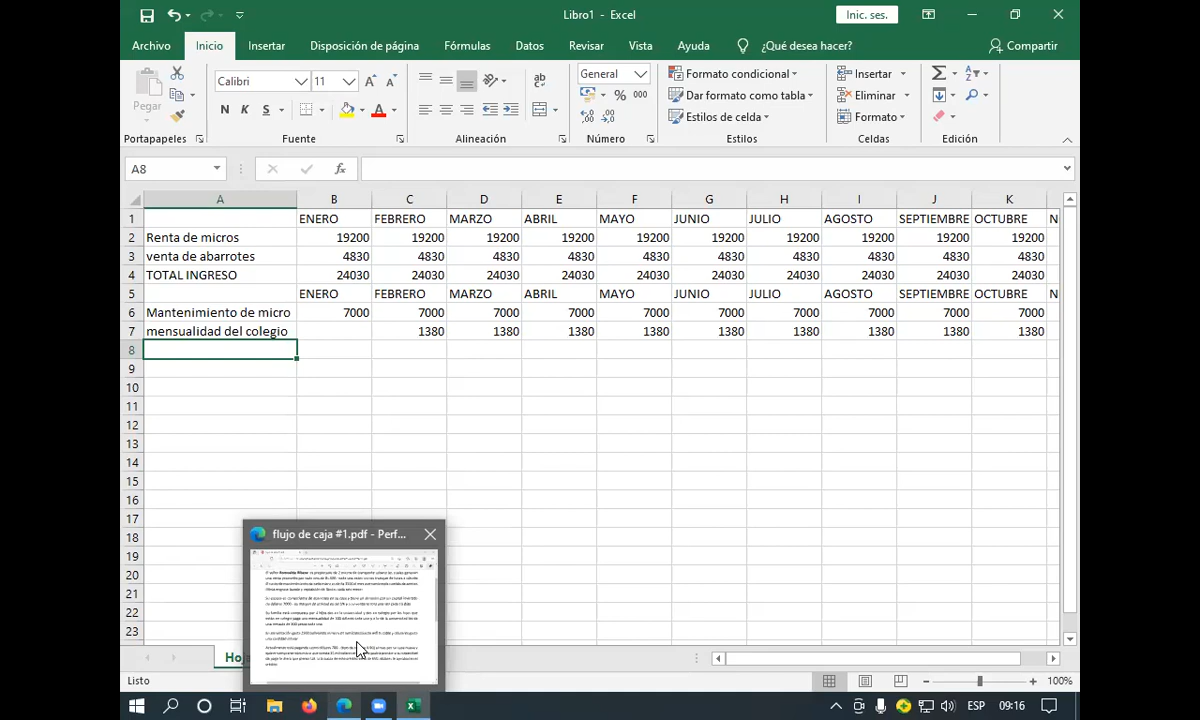 Libro1 - Excel
Inic. ses.
Archivo Inicio Insertar Disposición de página Fórmulas Datos Revisar Vista Ayuda ¿Qué desea hacer? Compartir
Pegar
Calibri 11
N K S
General
% 000
Formato condicional
Dar formato como tabla
Estilos de celda
Insertar
Eliminar
Formato
Portapapeles Fuente Alineación Número Estilos Celdas Edición
A8 fx
A B C D E F G H I J K
1 ENERO FEBRERO MARZO ABRIL MAYO JUNIO JULIO AGOSTO SEPTIEMBRE OCTUBRE N
2 Renta de micros 19200 19200 19200 19200 19200 19200 19200 19200 19200 19200
3 venta de abarrotes 4830 4830 4830 4830 4830 4830 4830 4830 4830 4830
4 TOTAL INGRESO 24030 24030 24030 24030 24030 24030 24030 24030 24030 24030
5 ENERO FEBRERO MARZO ABRIL MAYO JUNIO JULIO AGOSTO SEPTIEMBRE OCTUBRE N
6 Mantenimiento de micro 7000 7000 7000 7000 7000 7000 7000 7000 7000 7000
7 mensualidad del colegio 1380 1380 1380 1380 1380 1380 1380 1380 1380
8
9
10
11
12
13
14
15
16
17
18
19
20
21
22
23
flujo de caja #1.pdf - Perf...
Listo
100%
ESP 09:16